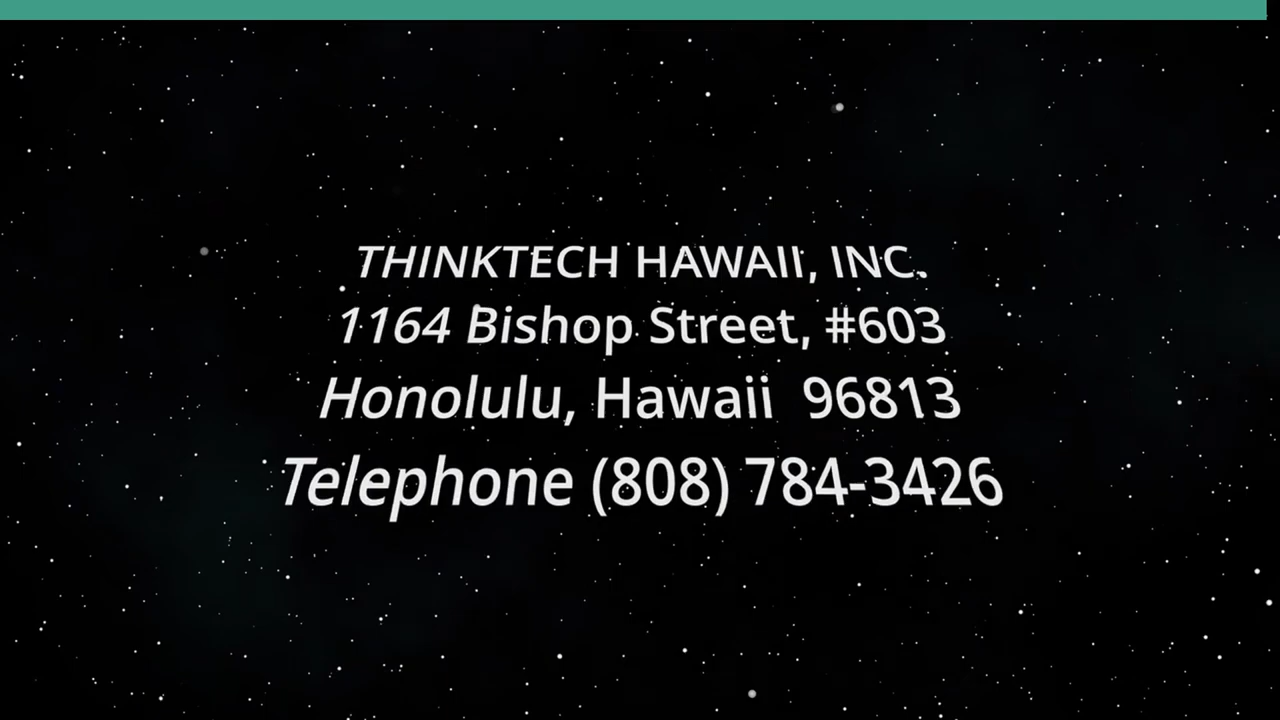 THINKTECH HAWAII, INC.
1164 Bishop Street, #603
Honolulu, Hawaii 96813
Telephone (808) 784-3426